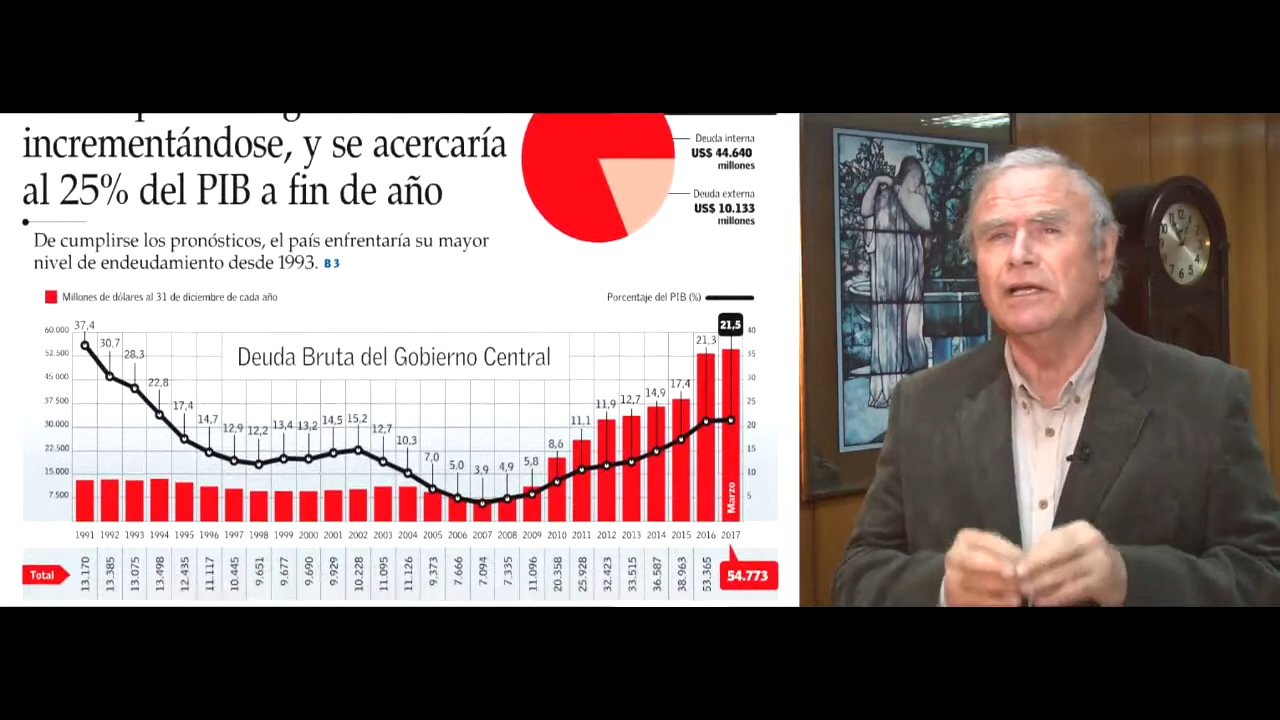 incrementándose, y se acercaría
al 25% del PIB a fin de año
De cumplirse los pronósticos, el país enfrentaría su mayor
nivel de endeudamiento desde 1993. B 3
Deuda interna
US$ 44.640
millones
Deuda externa
US$ 10.133
millones
Millones de dólares al 31 de diciembre de cada año
Porcentaje del PIB (%)
Deuda Bruta del Gobierno Central
60.000
52.500
45.000
37.500
30.000
22.500
15.000
7.500
37,4 30,7 28,3 22,8 17,4 14,7 12,9 12,2 13,4 13,2 14,5 15,2 12,7 10,3 7,0 5,0 3,9 4,9 5,8 8,6 11,1 11,9 12,7 14,9 17,4 21,3 21,5
40
35
30
25
20
15
10
5
Marzo
1991 1992 1993 1994 1995 1996 1997 1998 1999 2000 2001 2002 2003 2004 2005 2006 2007 2008 2009 2010 2011 2012 2013 2014 2015 2016 2017
Total 13.170 13.385 13.075 13.498 12.435 11.117 10.445 9.651 9.677 9.690 9.929 10.228 11.095 11.126 9.373 7.666 7.094 7.335 11.096 20.358 25.928 32.423 33.515 36.587 38.963 53.365 54.773
12
11
1
10
9
3
7
6
5